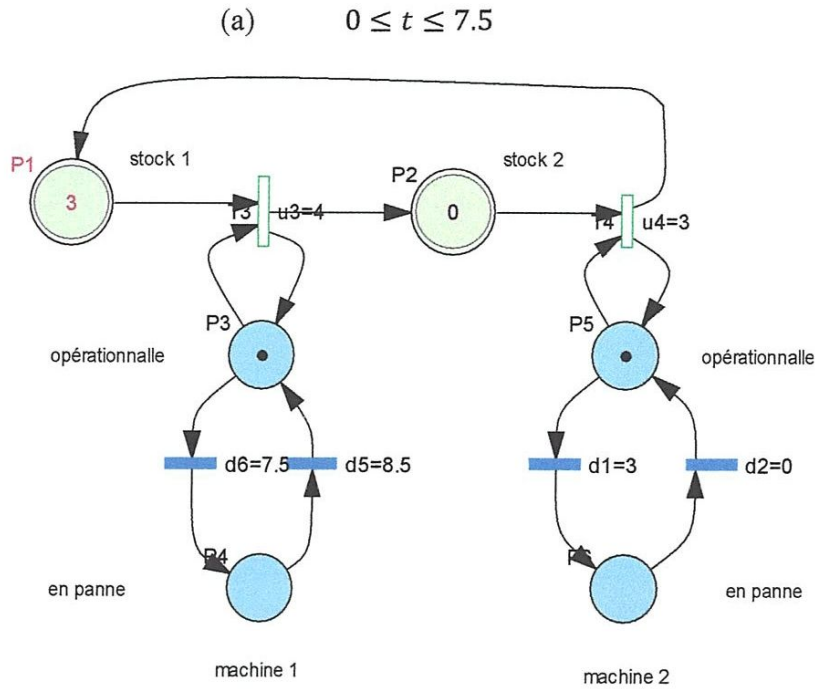 (a) 0 ≤ t ≤ 7.5
P1
stock 1
P2
stock 2
3
u3=4
0
r4
u4=3
P3
P5
opérationnalle
opérationnalle
d6=7.5
d5=8.5
d1=3
d2=0
P4
en panne
en panne
machine 1
machine 2